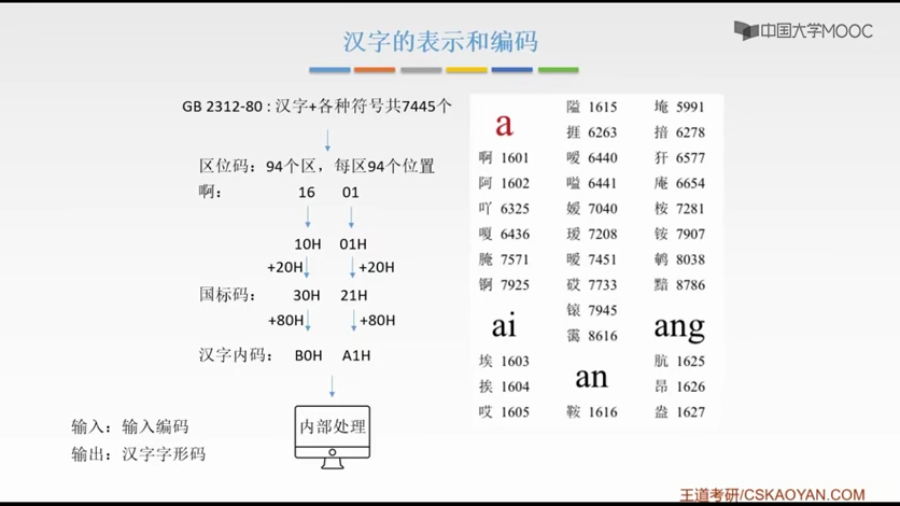 汉字的表示和编码
中国大学MOOC
GB 2312-80 : 汉字+各种符号共7445个
区位码：94个区，每区94个位置
啊： 16 01
10H 01H
+20H +20H
国标码： 30H 21H
+80H +80H
汉字内码： B0H A1H
内部处理
输入：输入编码
输出：汉字字形码
a
啊 1601
阿 1602
吖 6325
嗄 6436
腌 7571
锕 7925
ai
埃 1603
挨 1604
哎 1605
隘 1615
捱 6263
嗳 6440
嗌 6441
嫒 7040
瑷 7208
暧 7451
砹 7733
锿 7945
霭 8616
an
鞍 1616
埯 5991
揞 6278
犴 6577
庵 6654
桉 7281
铵 7907
鹌 8038
黯 8786
ang
肮 1625
昂 1626
盎 1627
王道考研/CSKAOYAN.COM